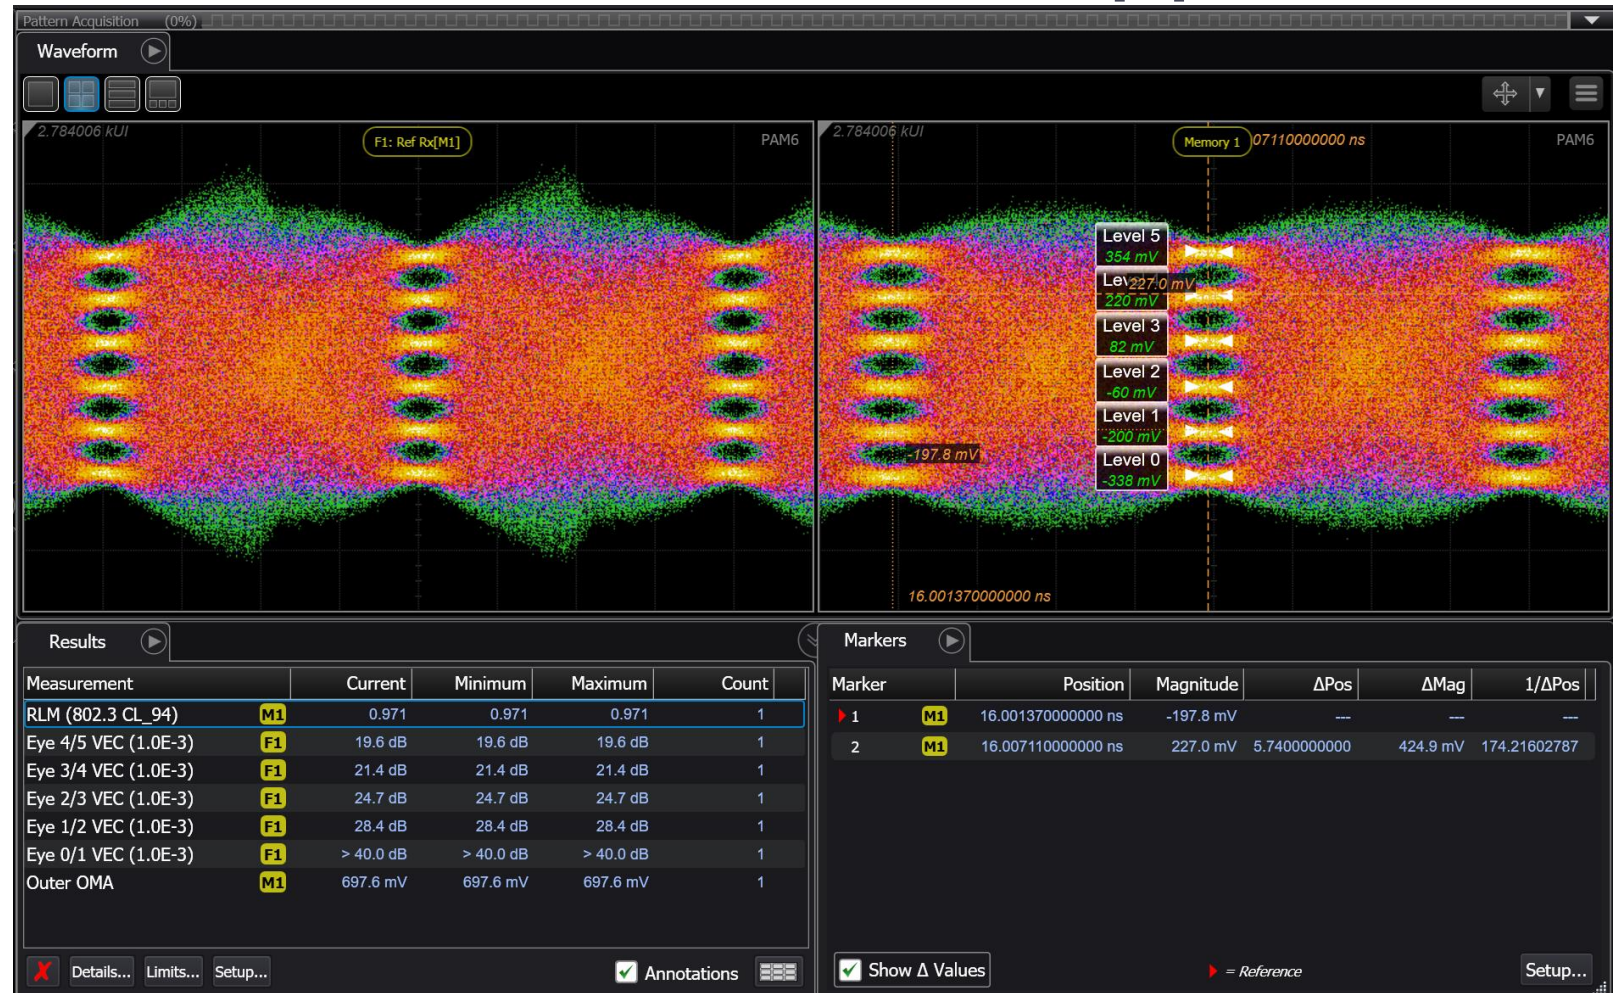 Pattern Acquisition (0%)
Waveform
2.784006 kUI
F1: Ref Rx[M1]
PAM6
2.784006 kUI
Memory 1
07110000000 ns
PAM6
Level 5
354 mV
Lev
227.0 mV
220 mV
Level 3
82 mV
Level 2
-60 mV
Level 1
-200 mV
Level 0
-338 mV
-197.8 mV
16.001370000000 ns
Results
Measurement Current Minimum Maximum Count
RLM (802.3 CL_94) M1 0.971 0.971 0.971 1
Eye 4/5 VEC (1.0E-3) F1 19.6 dB 19.6 dB 19.6 dB 1
Eye 3/4 VEC (1.0E-3) F1 21.4 dB 21.4 dB 21.4 dB 1
Eye 2/3 VEC (1.0E-3) F1 24.7 dB 24.7 dB 24.7 dB 1
Eye 1/2 VEC (1.0E-3) F1 28.4 dB 28.4 dB 28.4 dB 1
Eye 0/1 VEC (1.0E-3) F1 > 40.0 dB > 40.0 dB > 40.0 dB 1
Outer OMA M1 697.6 mV 697.6 mV 697.6 mV 1
Details... Limits... Setup... Annotations
Markers
Marker Position Magnitude ΔPos ΔMag 1/ΔPos
1 M1 16.001370000000 ns -197.8 mV --- --- ---
2 M1 16.007110000000 ns 227.0 mV 5.7400000000 424.9 mV 174.21602787
Show Δ Values = Reference Setup...